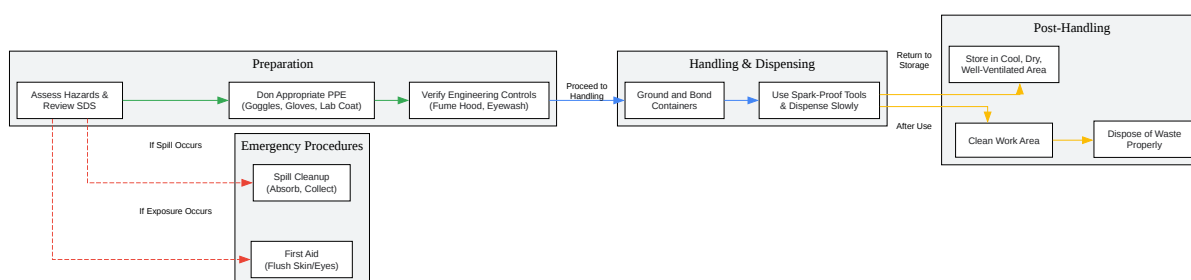 Preparation
Assess Hazards &
Review SDS
Don Appropriate PPE
(Goggles, Gloves, Lab Coat)
Verify Engineering Controls
(Fume Hood, Eyewash)
Proceed to
Handling
Handling & Dispensing
Ground and Bond
Containers
Use Spark-Proof Tools
& Dispense Slowly
Return to
Storage
After Use
Post-Handling
Store in Cool, Dry,
Well-Ventilated Area
Clean Work Area
Dispose of Waste
Properly
If Spill Occurs
If Exposure Occurs
Emergency Procedures
Spill Cleanup
(Absorb, Collect)
First Aid
(Flush Skin/Eyes)